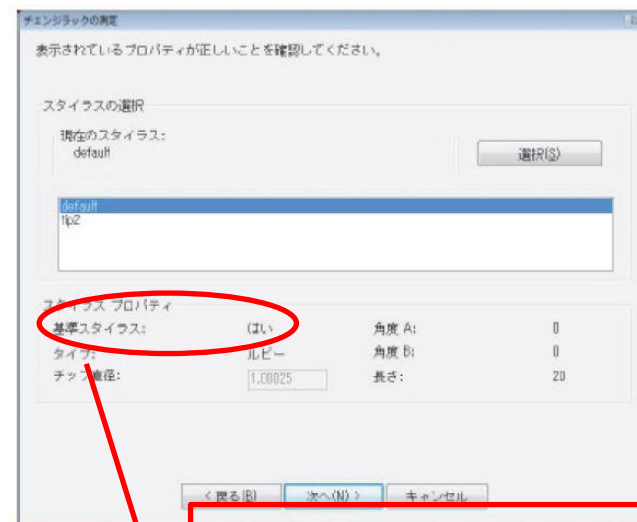 チェンジラックの測定
表示されているプロパティが正しいことを確認してください。
スタイラスの選択
現在のスタイラス:
default
選択(S)
default
tip2
スタイラス プロパティ
基準スタイラス: はい 角度 A: 0
タイプ: ルビー 角度 B: 0
チップ直径: 1.00025 長さ: 20
< 戻る(B) 次へ(N) > キャンセル